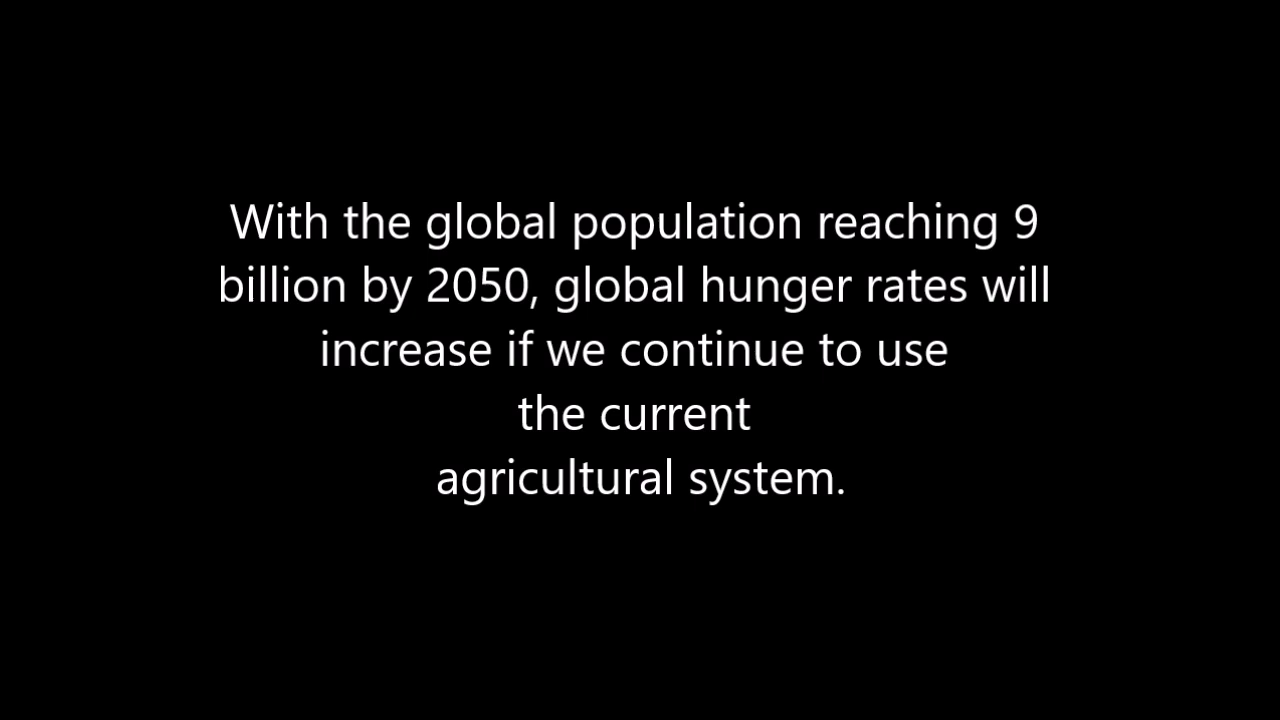 With the global population reaching 9
billion by 2050, global hunger rates will
increase if we continue to use
the current
agricultural system.